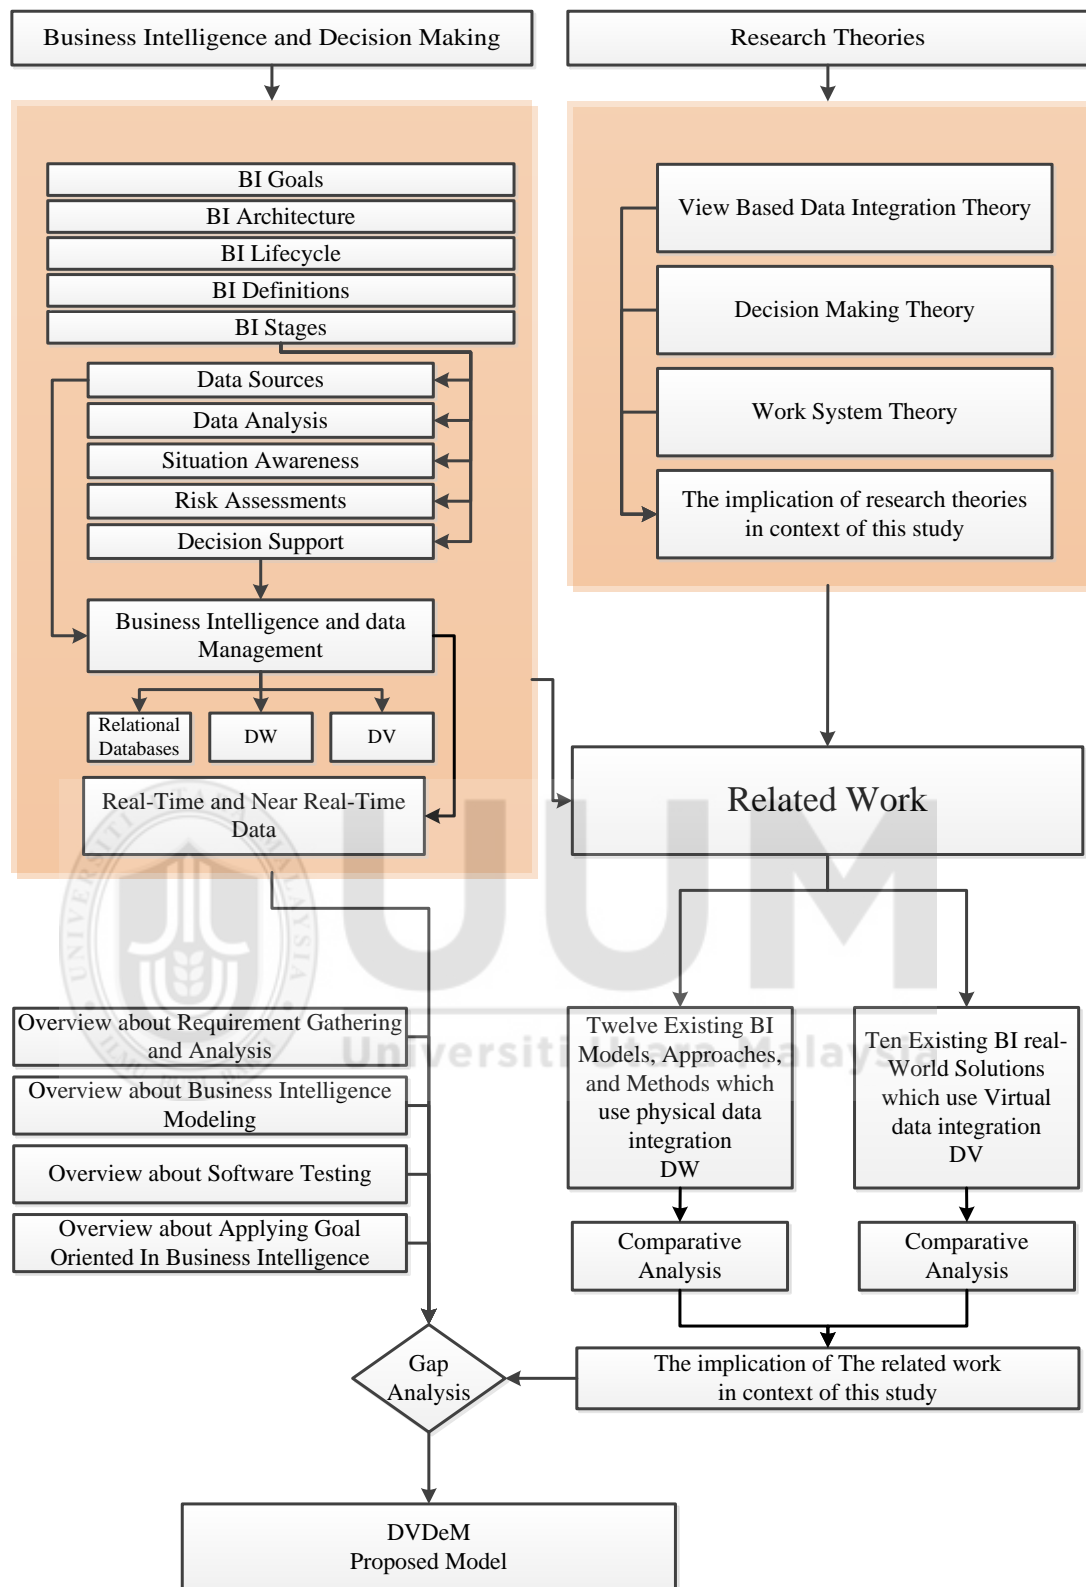 Business Intelligence and Decision Making
Research Theories
BI Goals
BI Architecture
BI Lifecycle
BI Definitions
BI Stages
Data Sources
Data Analysis
Situation Awareness
Risk Assessments
Decision Support
Business Intelligence and data
Management
Relational
Databases
DW
DV
Real-Time and Near Real-Time
Data
View Based Data Integration Theory
Decision Making Theory
Work System Theory
The implication of research theories
in context of this study
Related Work
UNIVERSITI UTARA MALAYSIA
UUM
Universiti Utara Malaysia
Overview about Requirement Gathering
and Analysis
Overview about Business Intelligence
Modeling
Overview about Software Testing
Overview about Applying Goal
Oriented In Business Intelligence
Twelve Existing BI
Models, Approaches,
and Methods which
use physical data
integration
DW
Ten Existing BI real-
World Solutions
which use Virtual
data integration
DV
Comparative
Analysis
Comparative
Analysis
The implication of The related work
in context of this study
Gap
Analysis
DVDeM
Proposed Model